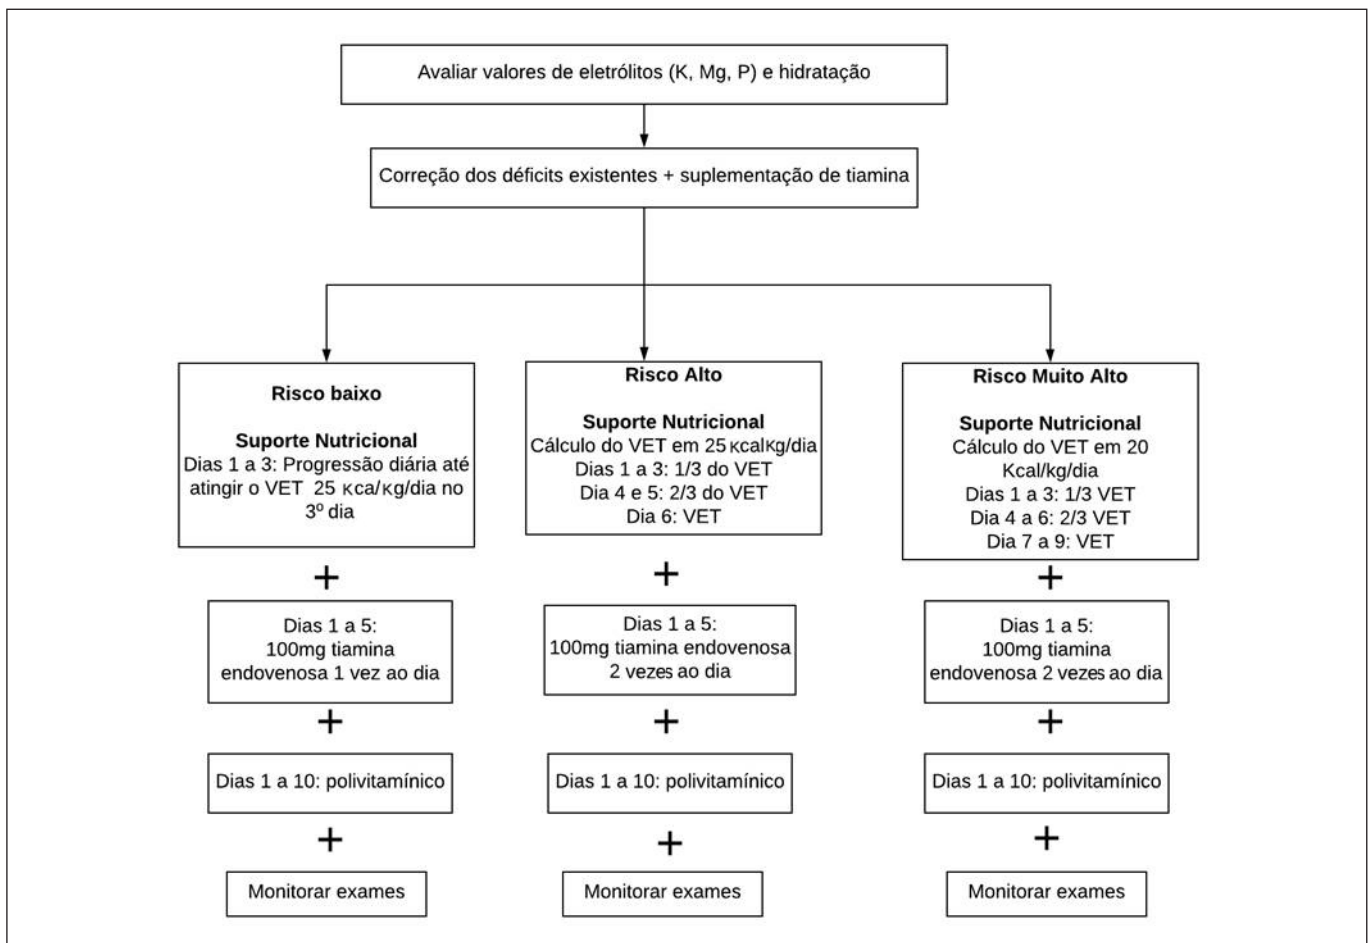 Avaliar valores de eletrólitos (K, Mg, P) e hidratação
Correção dos déficits existentes + suplementação de tiamina
Risco baixo
Suporte Nutricional
Dias 1 a 3: Progressão diária até
atingir o VET 25 Kca/Kg/dia no
3º dia
+
Dias 1 a 5:
100mg tiamina
endovenosa 1 vez ao dia
+
Dias 1 a 10: polivitamínico
+
Monitorar exames
Risco Alto
Suporte Nutricional
Cálculo do VET em 25 KcalKg/dia
Dias 1 a 3: 1/3 do VET
Dia 4 e 5: 2/3 do VET
Dia 6: VET
+
Dias 1 a 5:
100mg tiamina endovenosa
2 vezes ao dia
+
Dias 1 a 10: polivitamínico
+
Monitorar exames
Risco Muito Alto
Suporte Nutricional
Cálculo do VET em 20
Kcal/kg/dia
Dias 1 a 3: 1/3 VET
Dia 4 a 6: 2/3 VET
Dia 7 a 9: VET
+
Dias 1 a 5:
100mg tiamina
endovenosa 2 vezes ao dia
+
Dias 1 a 10: polivitamínico
+
Monitorar exames